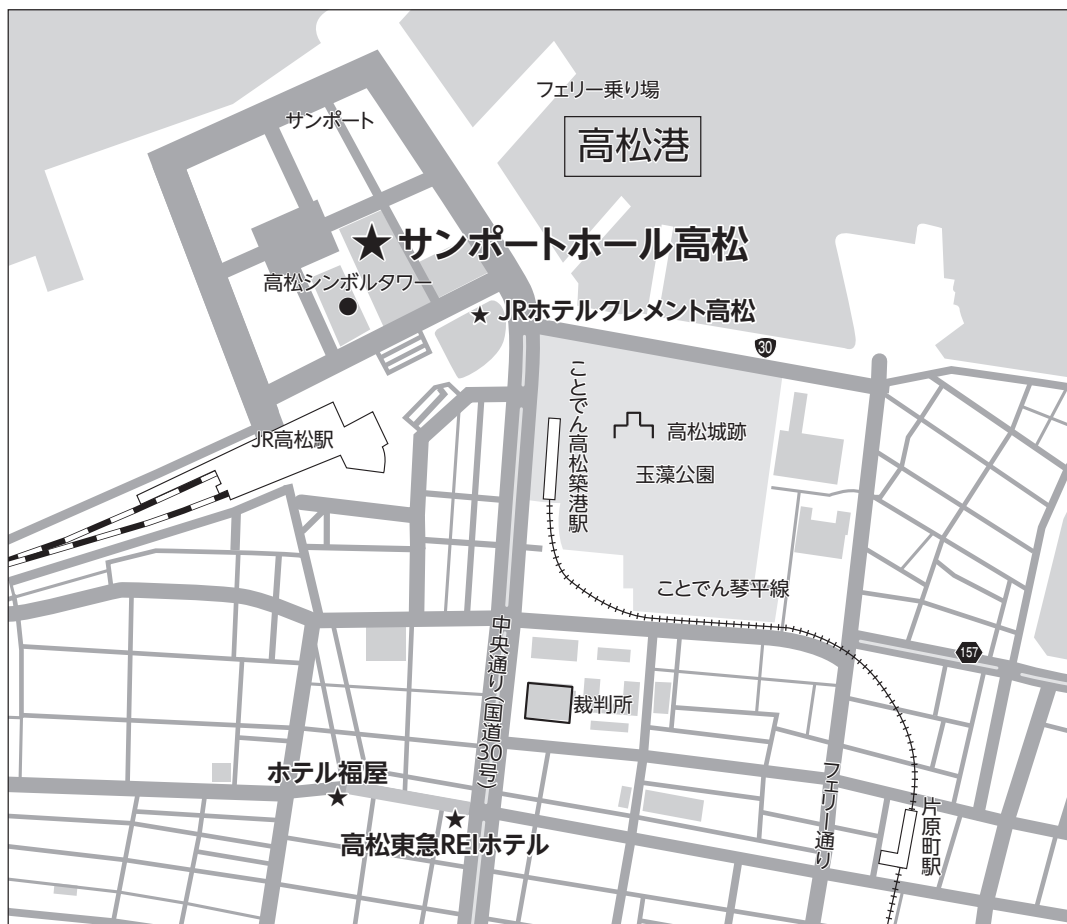 フェリー乗り場
サンポート
高松港
★サンポートホール高松
高松シンボルタワー
JRホテルクレメント高松
30
ことでん高松築港駅
高松城跡
JR高松駅
玉藻公園
ことでん琴平線
中央通り(国道30号)
157
裁判所
ホテル福屋
フェリー通り
片原町駅
高松東急REIホテル